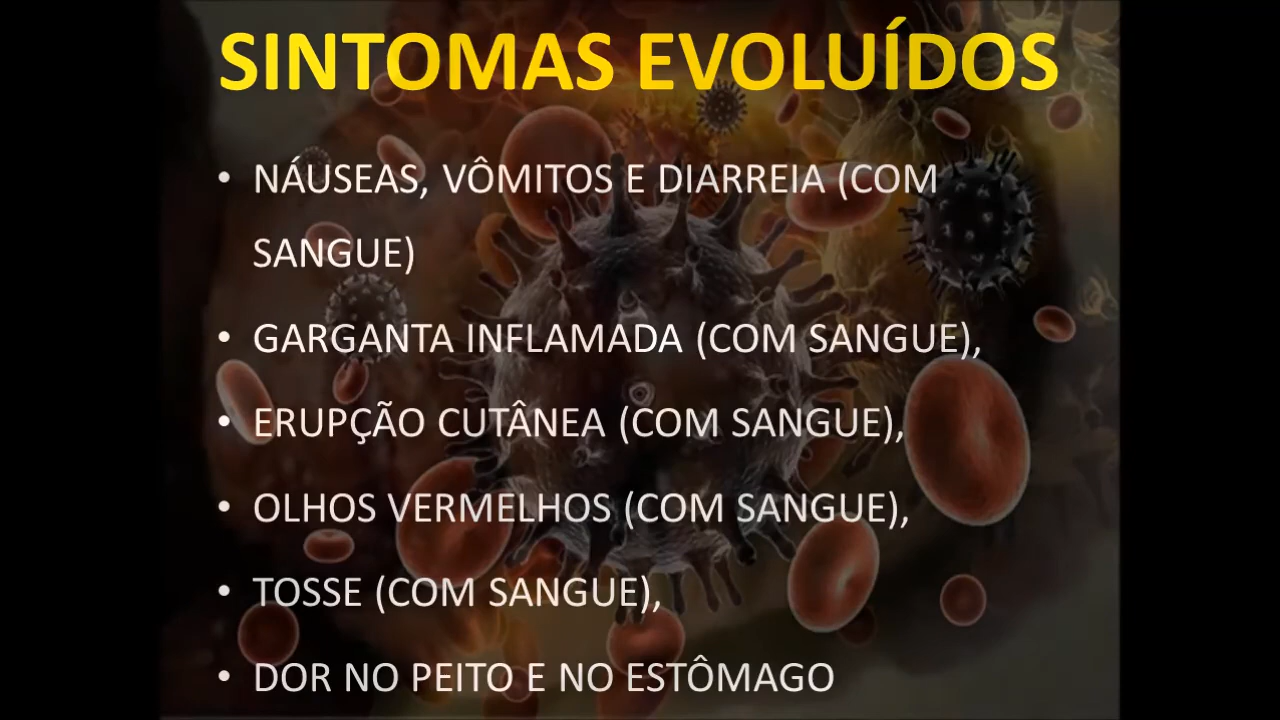 SINTOMAS EVOLUÍDOS
• NÁUSEAS, VÔMITOS E DIARREIA (COM
SANGUE)
• GARGANTA INFLAMADA (COM SANGUE),
• ERUPÇÃO CUTÂNEA (COM SANGUE),
• OLHOS VERMELHOS (COM SANGUE),
• TOSSE (COM SANGUE),
• DOR NO PEITO E NO ESTÔMAGO